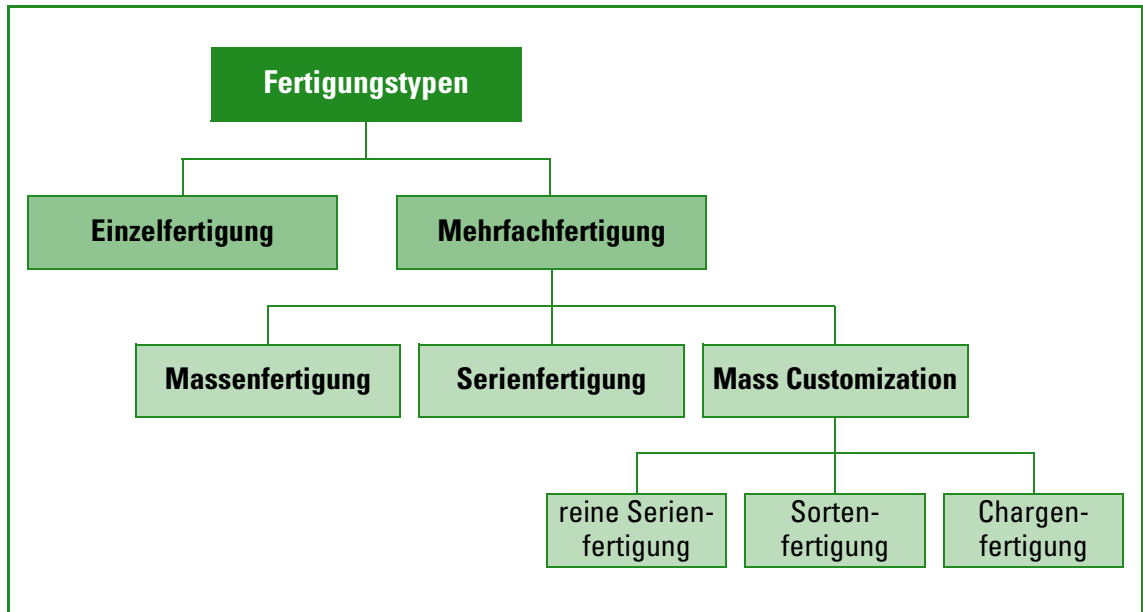 Fertigungstypen
Einzelfertigung
Mehrfachfertigung
Massenfertigung
Serienfertigung
Mass Customization
reine Serien-
fertigung
Sorten-
fertigung
Chargen-
fertigung